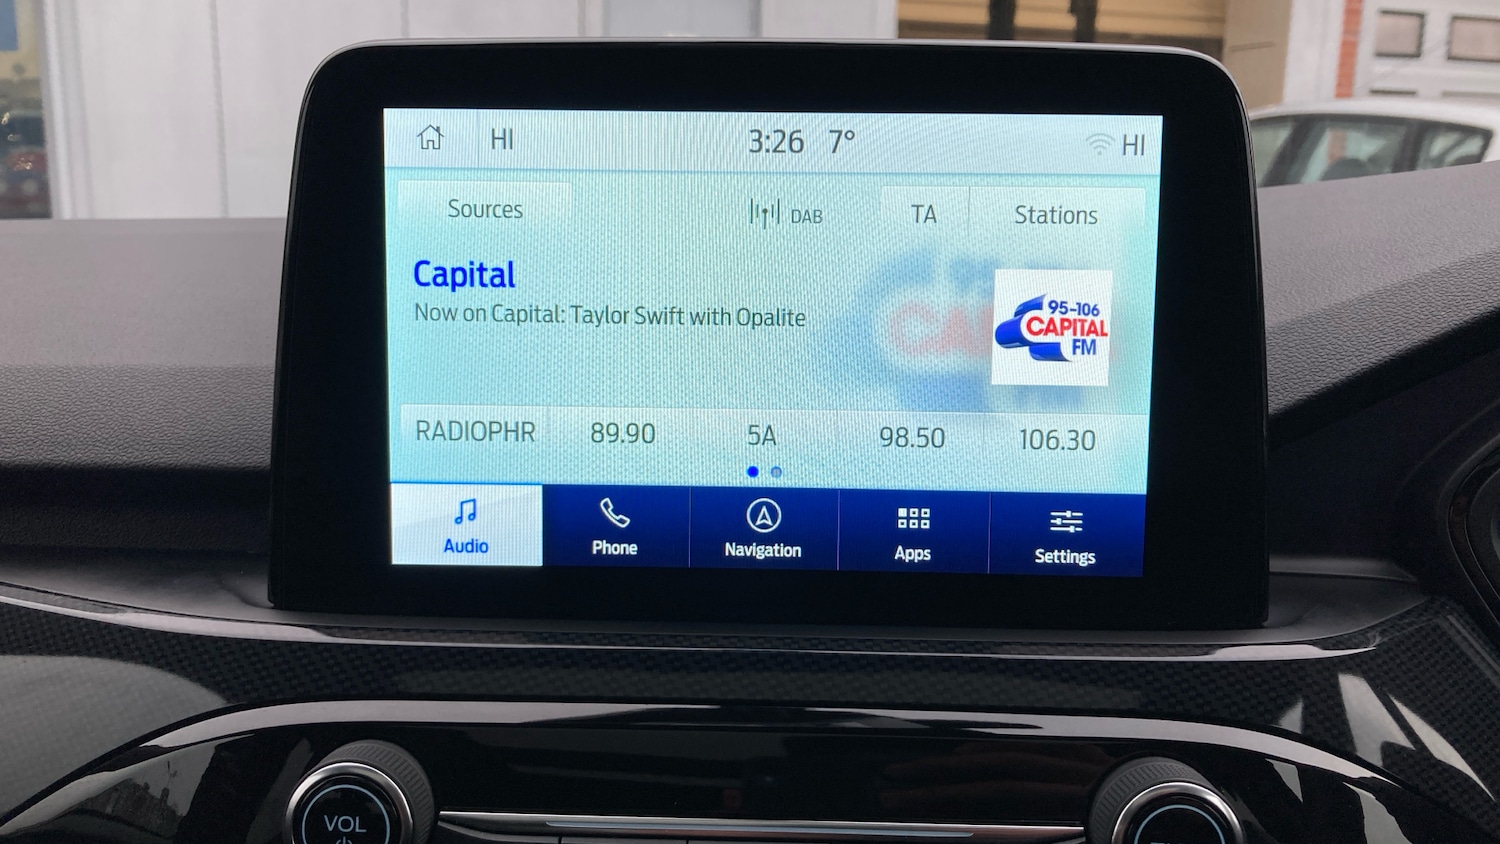 HI 3:26 7° HI
Sources DAB TA Stations
Capital
Now on Capital: Taylor Swift with Opalite
95-106
CAPITAL
FM
RADIOPHR 89.90 5A 98.50 106.30
Audio Phone Navigation Apps Settings
VOL